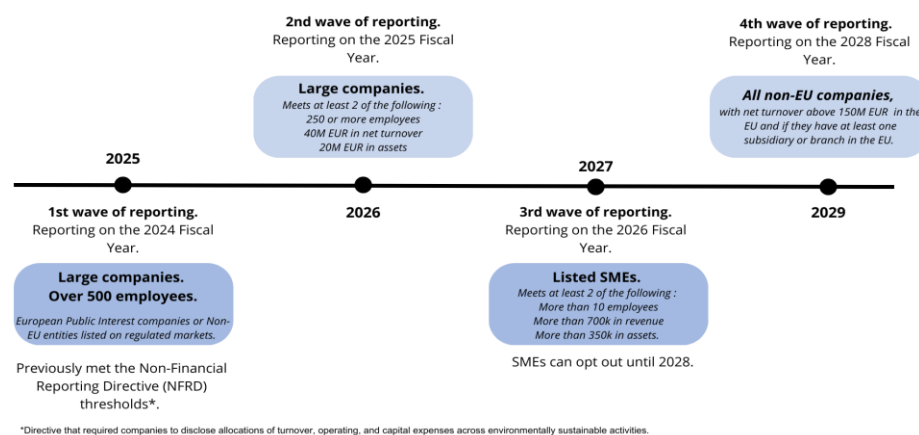 2nd wave of reporting.
Reporting on the 2025 Fiscal
Year.
Large companies.
Meets at least 2 of the following :
250 or more employees
40M EUR in net turnover
20M EUR in assets
4th wave of reporting.
Reporting on the 2028 Fiscal
Year.
All non-EU companies,
with net turnover above 150M EUR in the
EU and if they have at least one
subsidiary or branch in the EU.
2025
2026
2027
2029
1st wave of reporting.
Reporting on the 2024 Fiscal
Year.
Large companies.
Over 500 employees.
European Public Interest companies or Non-
EU entities listed on regulated markets.
Previously met the Non-Financial
Reporting Directive (NFRD)
thresholds*.
3rd wave of reporting.
Reporting on the 2026 Fiscal
Year.
Listed SMEs.
Meets at least 2 of the following :
More than 10 employees
More than 700k in revenue
More than 350k in assets.
SMEs can opt out until 2028.
*Directive that required companies to disclose allocations of turnover, operating, and capital expenses across environmentally sustainable activities.